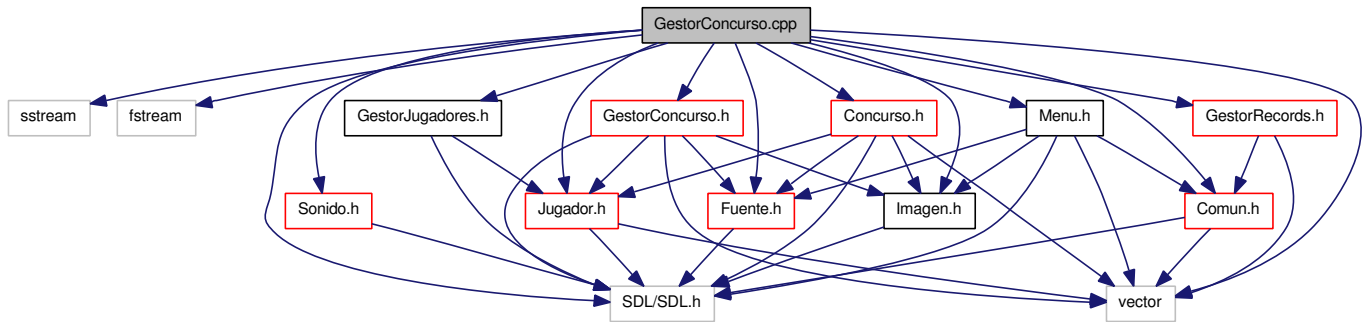 GestorConcurso.cpp
sstream
fstream
GestorJugadores.h
GestorConcurso.h
Concurso.h
Menu.h
GestorRecords.h
Sonido.h
Jugador.h
Fuente.h
Imagen.h
Comun.h
SDL/SDL.h
vector